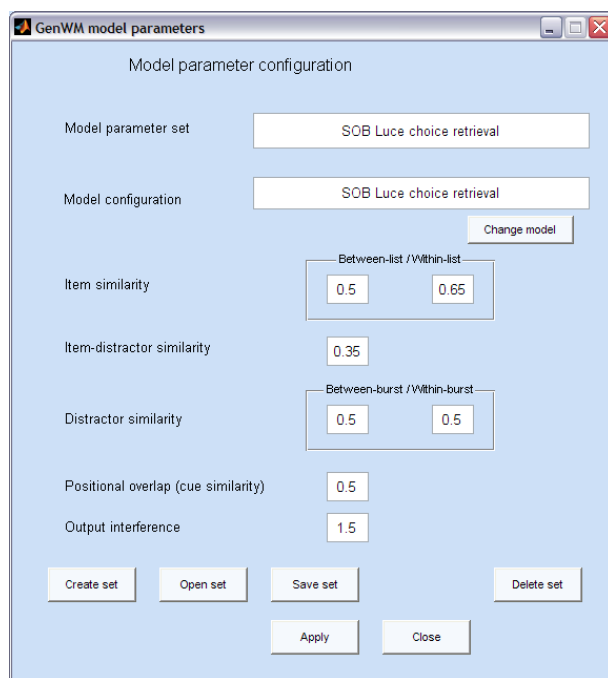 GenWM model parameters
Model parameter configuration
Model parameter set
SOB Luce choice retrieval
Model configuration
SOB Luce choice retrieval
Change model
Between-list / Within-list
Item similarity
0.5 0.65
Item-distractor similarity
0.35
Between-burst / Within-burst
Distractor similarity
0.5 0.5
Positional overlap (cue similarity)
0.5
Output interference
1.5
Create set Open set Save set Delete set
Apply Close